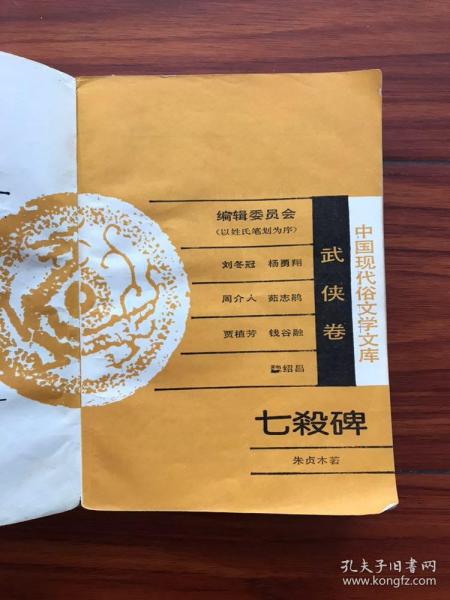 编辑委员会
(以姓氏笔划为序)
刘冬冠 杨勇翔
周介人 茹志鹃
贾植芳 钱谷融
魏绍昌
武侠卷
中国现代俗文学文库
七殺碑
朱贞木著
孔夫子旧书网
www.kongfz.com